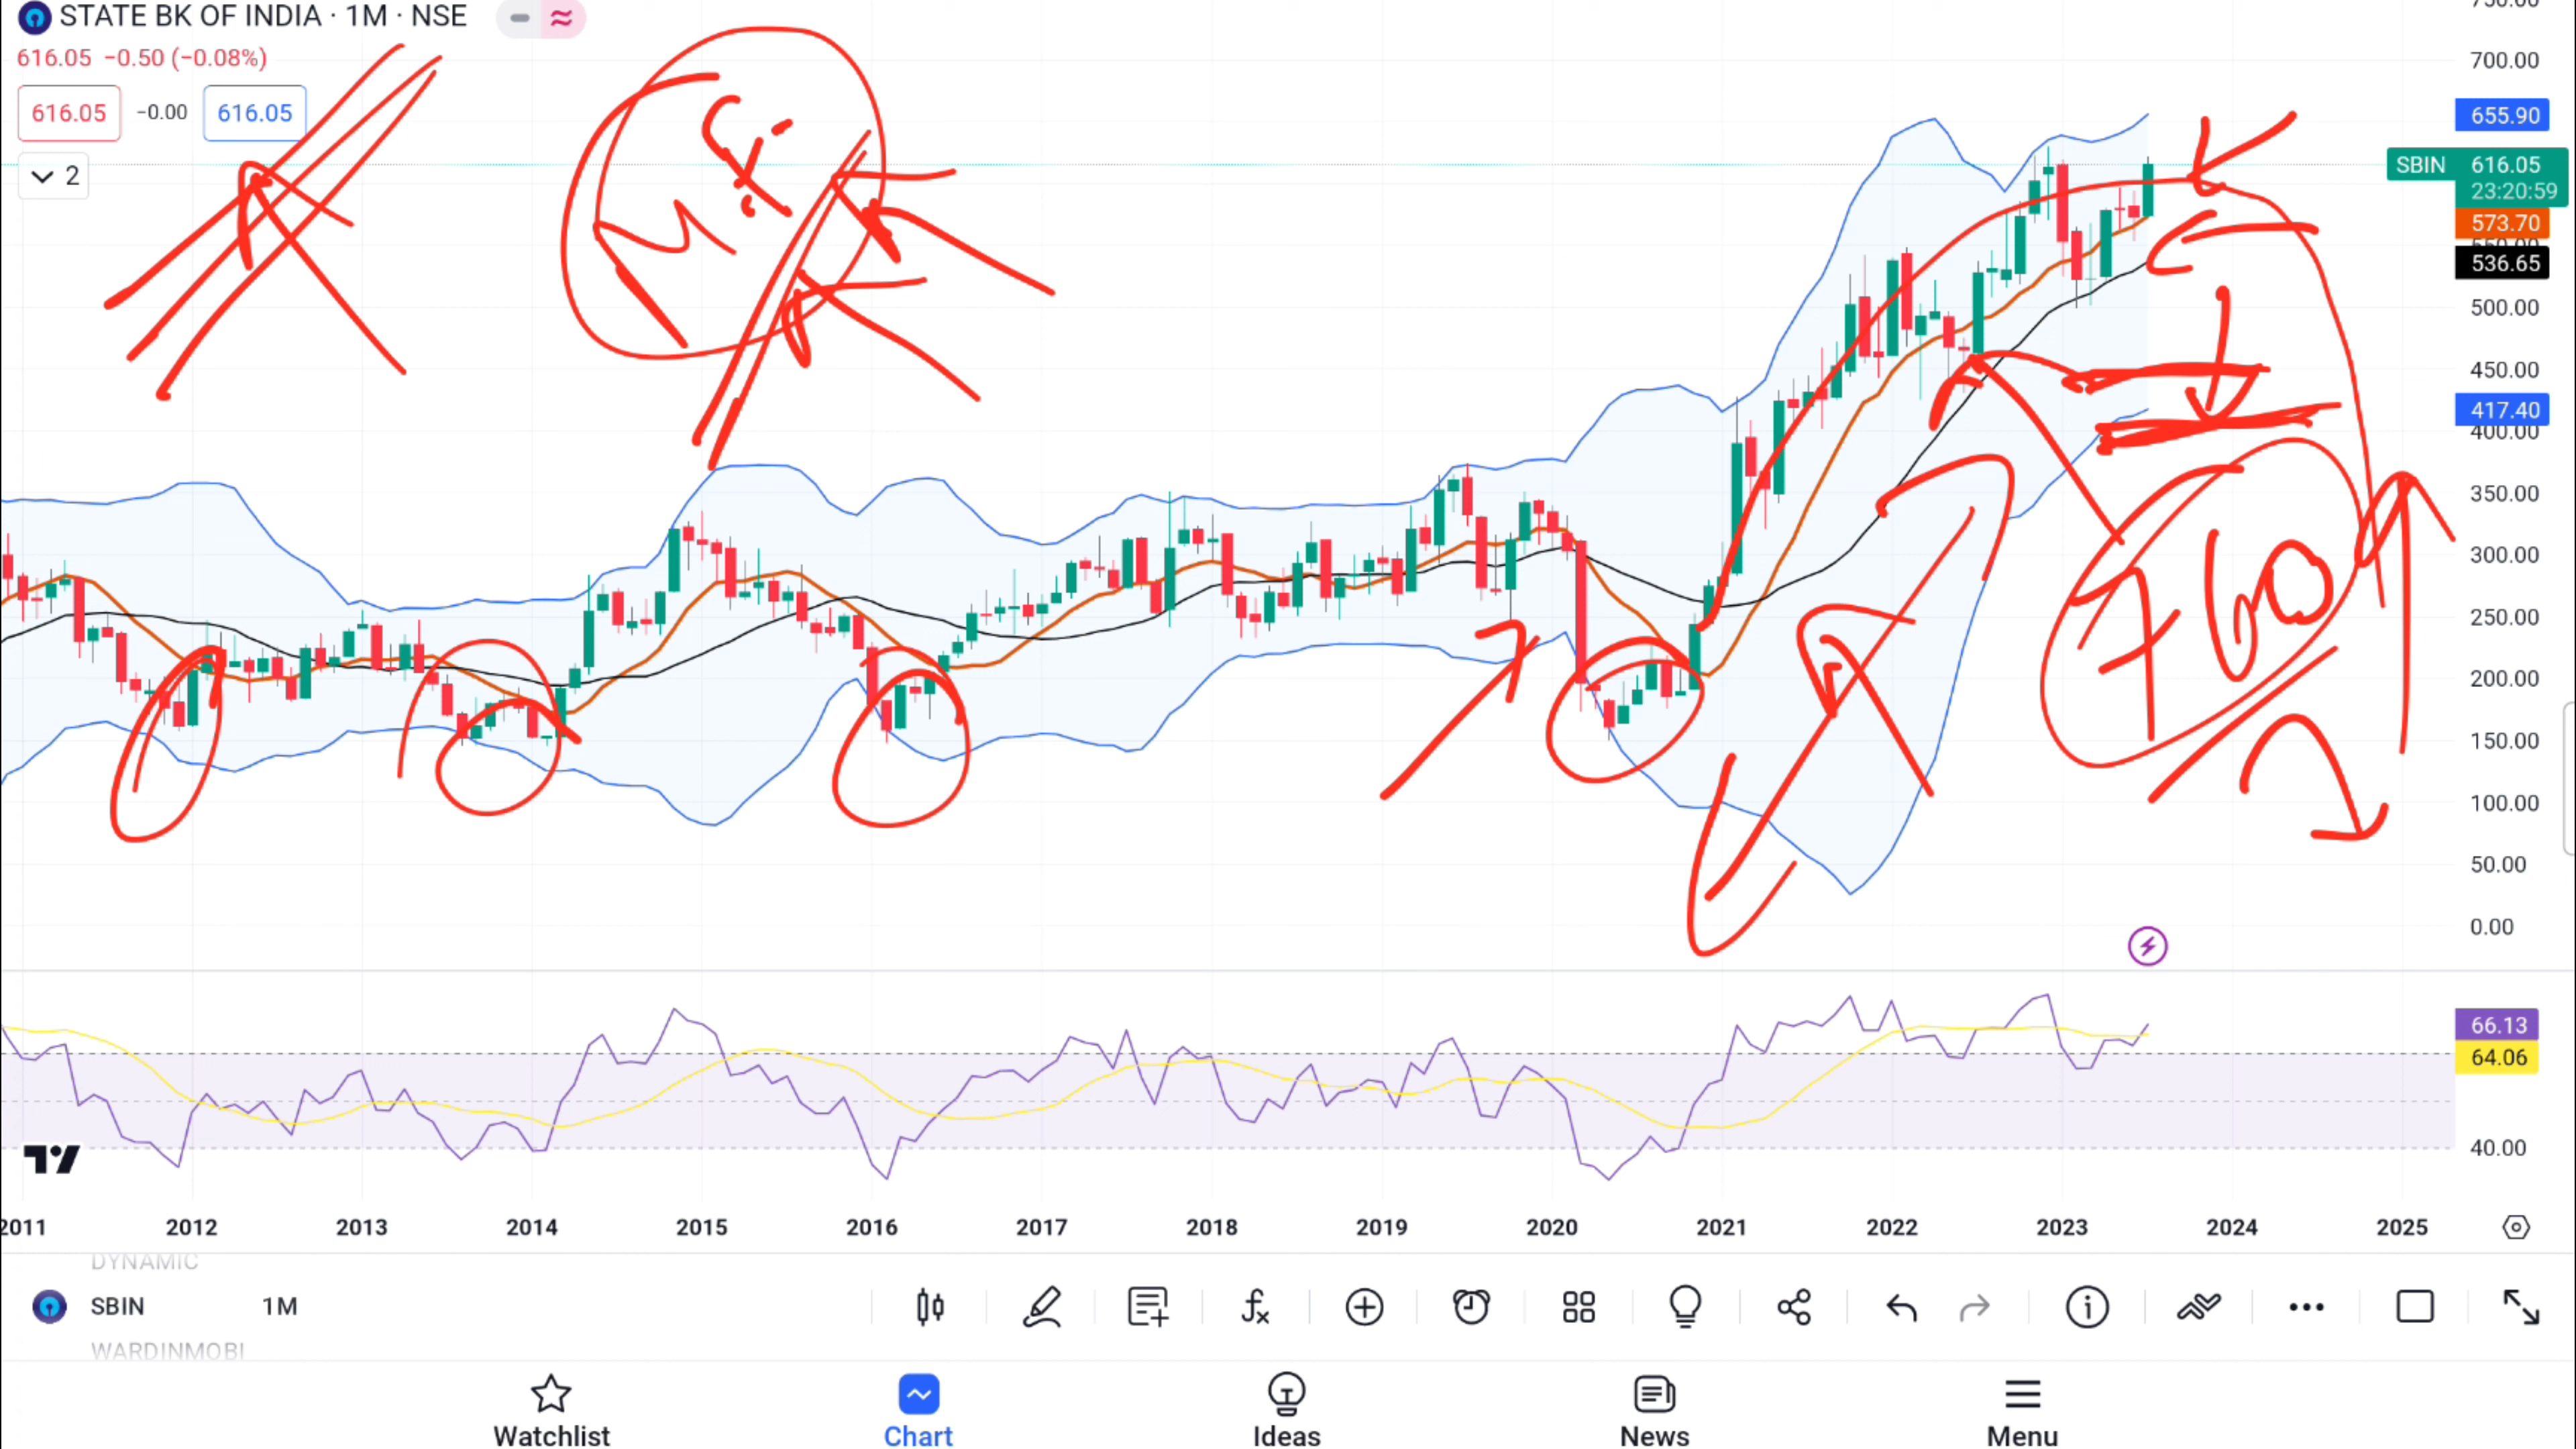 STATE BK OF INDIA · 1M · NSE
616.05 −0.50 (−0.08%)
616.05 −0.00 616.05
2
700.00
655.90
SBIN 616.05
23:20:59
573.70
536.65
500.00
450.00
417.40
400.00
350.00
300.00
250.00
200.00
150.00
100.00
50.00
0.00
66.13
64.06
40.00
2011 2012 2013 2014 2015 2016 2017 2018 2019 2020 2021 2022 2023 2024 2025
DYNAMIC
SBIN 1M
WARDINMOBI
Watchlist Chart Ideas News Menu